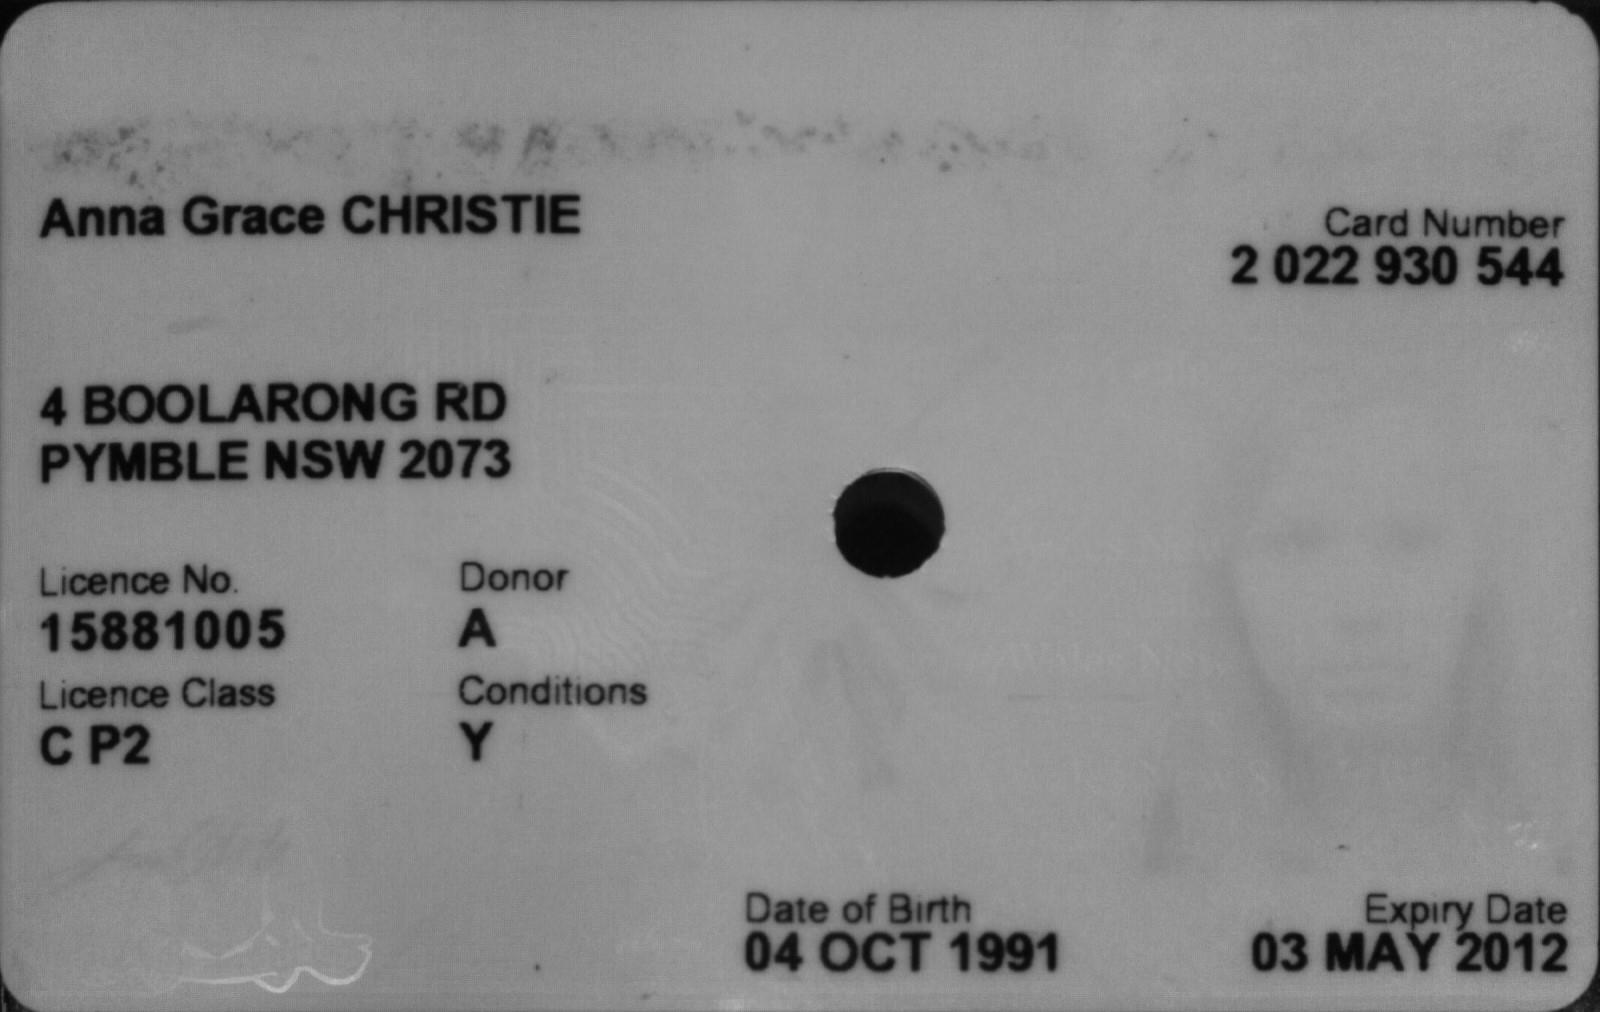 Anna Grace CHRISTIE
Card Number
2 022 930 544
4 BOOLARONG RD
PYMBLE NSW 2073
Licence No.
15881005
Donor
A
Licence Class
C P2
Conditions
Y
Date of Birth
04 OCT 1991
Expiry Date
03 MAY 2012